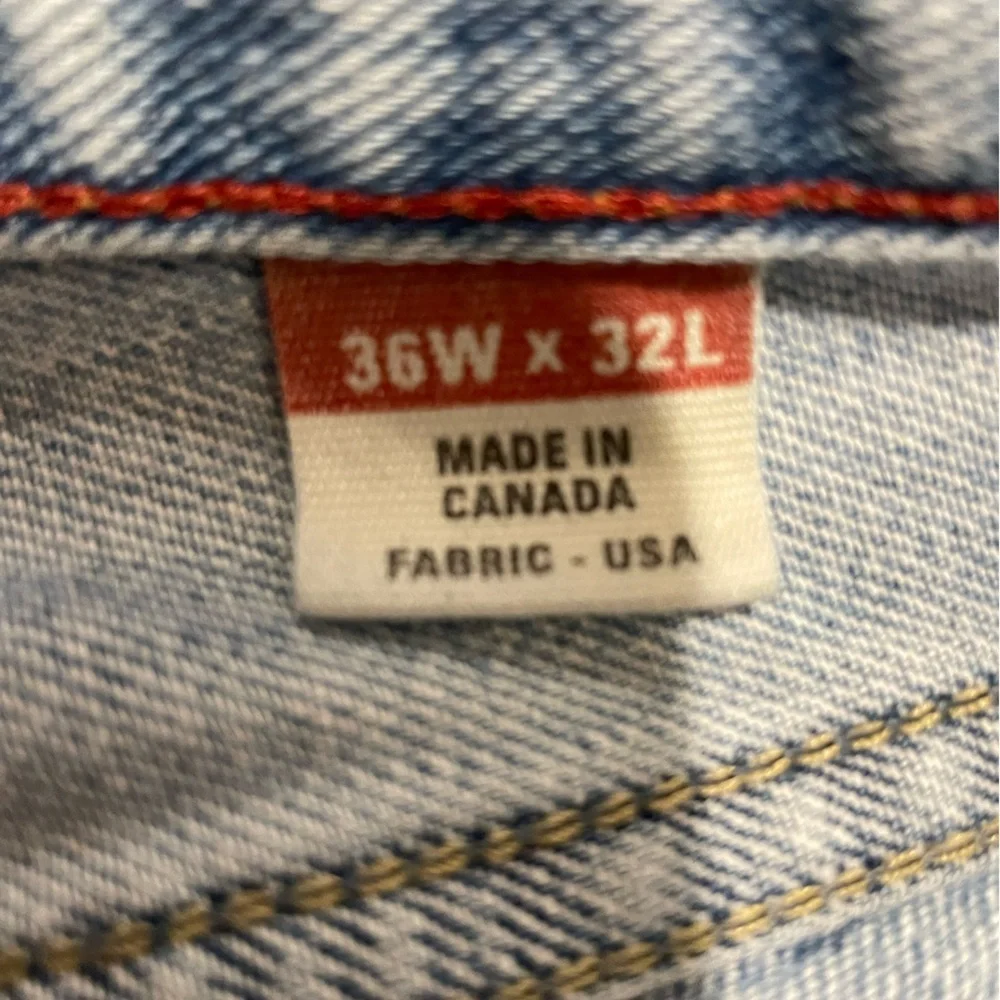 36W x 32L
MADE IN
CANADA
FABRIC - USA